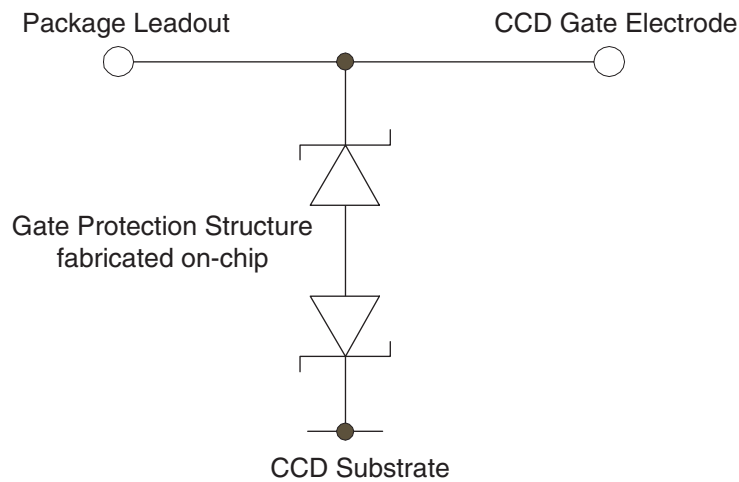 Package Leadout
CCD Gate Electrode
Gate Protection Structure
fabricated on-chip
CCD Substrate